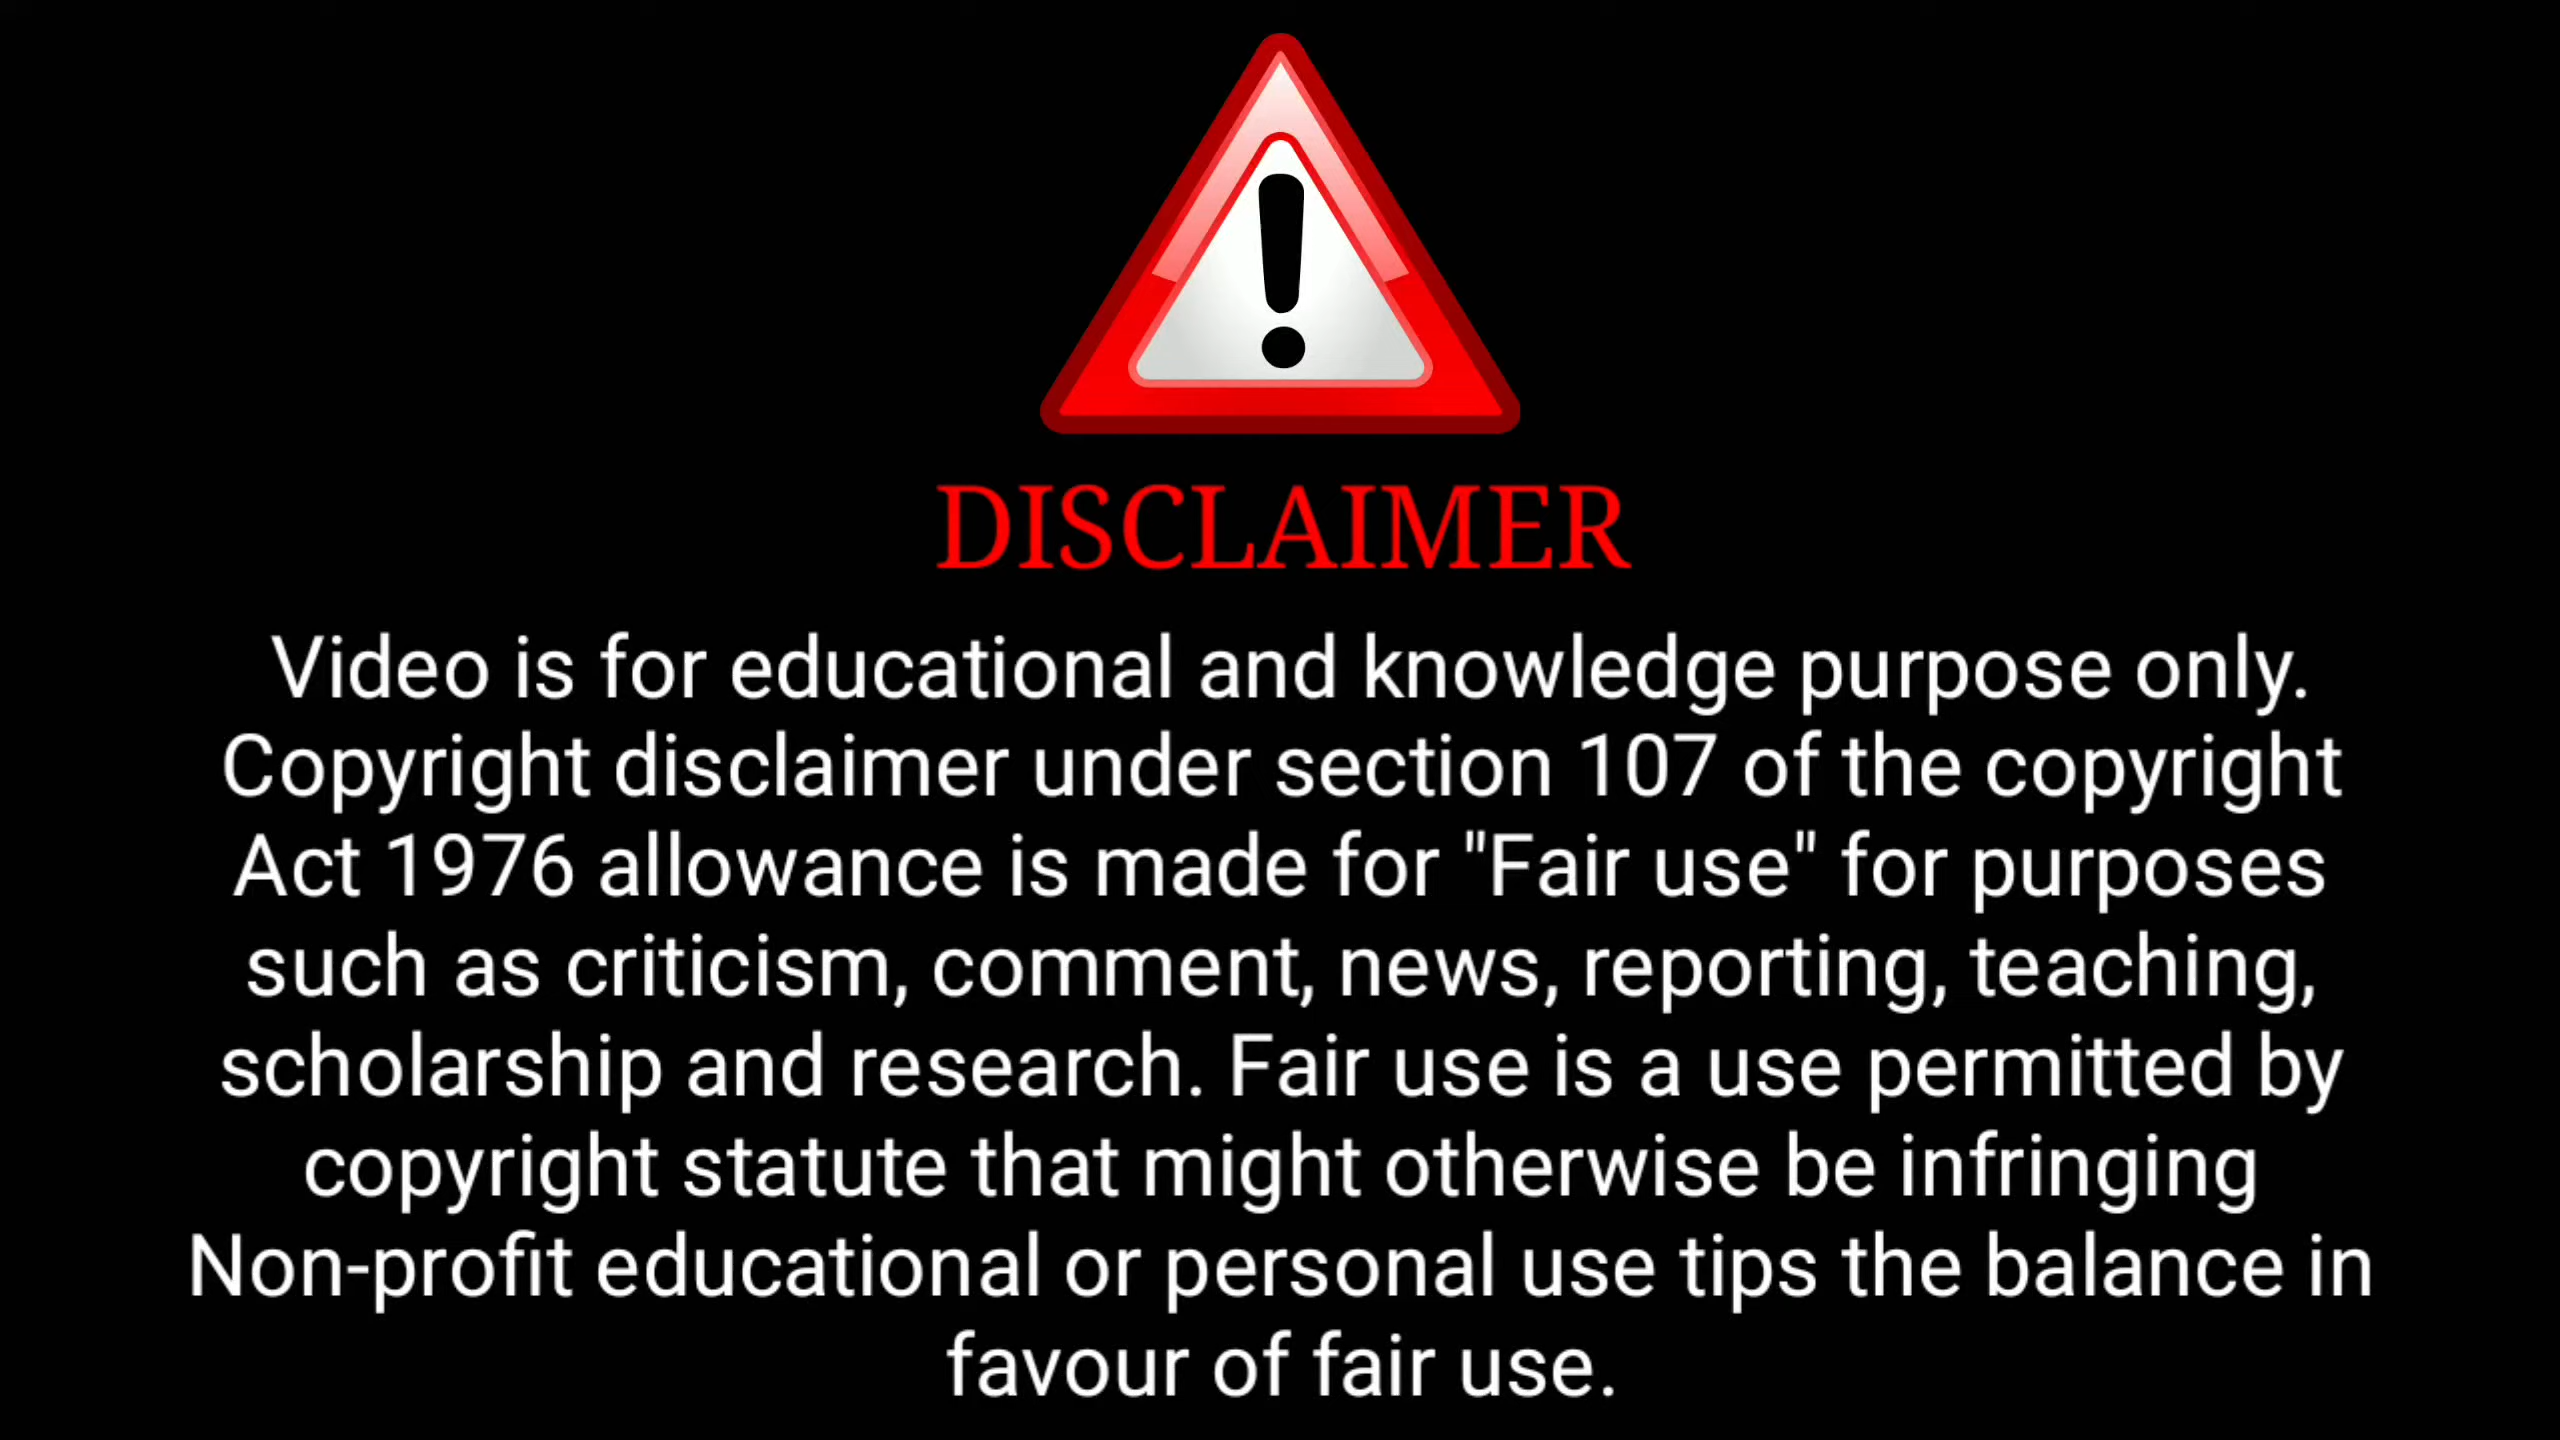 DISCLAIMER
Video is for educational and knowledge purpose only.
Copyright disclaimer under section 107 of the copyright
Act 1976 allowance is made for "Fair use" for purposes
such as criticism, comment, news, reporting, teaching,
scholarship and research. Fair use is a use permitted by
copyright statute that might otherwise be infringing
Non-profit educational or personal use tips the balance in
favour of fair use.